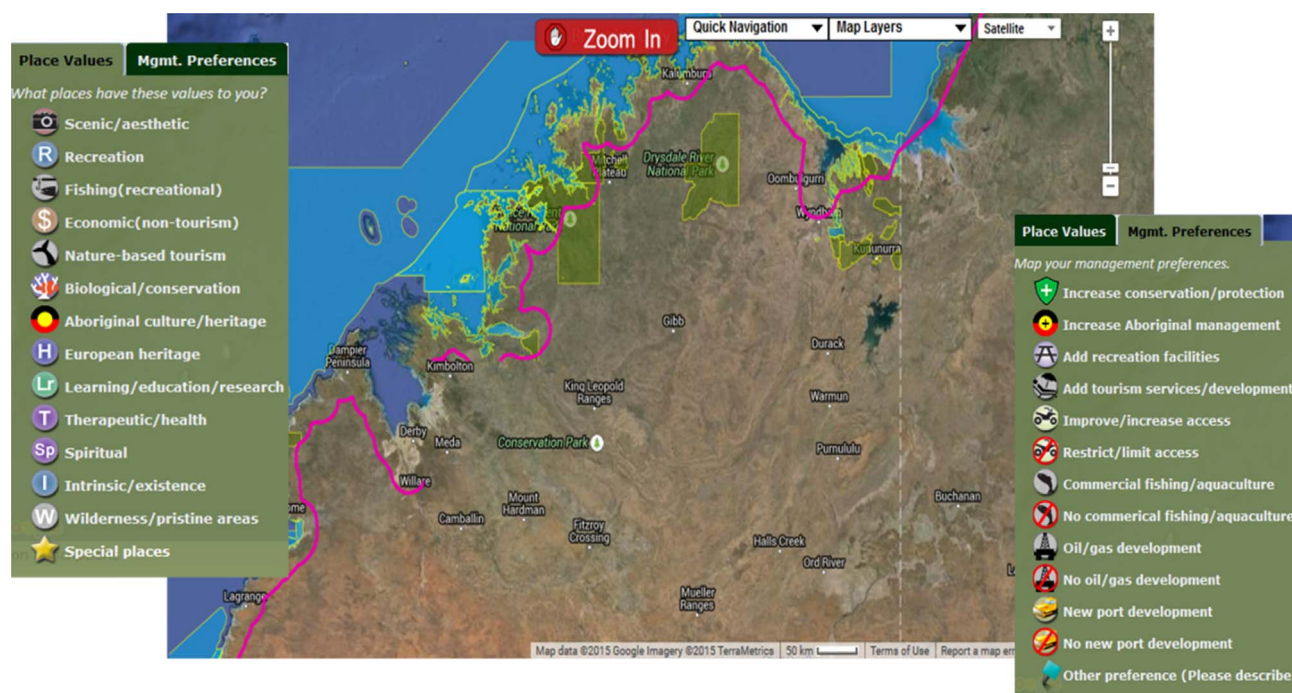 Place Values
Mgmt. Preferences
What places have these values to you?
Scenic/aesthetic
R Recreation
Fishing(recreational)
$ Economic(non-tourism)
Nature-based tourism
Biological/conservation
Aboriginal culture/heritage
H European heritage
Lr Learning/education/research
T Therapeutic/health
Sp Spiritual
I Intrinsic/existence
W Wilderness/pristine areas
Special places
Zoom In
Quick Navigation
Map Layers
Satellite
Kalumburu
Mitchell
Plateau
Drysdale River
National Park
Oombulgurri
Wyndham
Kununurra
National
Gibb
Durack
Dampier
Peninsula
Kimbolton
King Leopold
Ranges
Warmun
Derby
Meda
Conservation Park
Purnululu
Willare
Mount
Hardman
Buchanan
Camballin
Fitzroy
Crossing
Halls Creek
Ord River
Lagrange
Mueller
Ranges
Map data ©2015 Google Imagery ©2015 TerraMetrics
50 km
Terms of Use
Report a map
Place Values
Mgmt. Preferences
Map your management preferences.
Increase conservation/protection
Increase Aboriginal management
Add recreation facilities
Add tourism services/development
Improve/increase access
Restrict/limit access
Commercial fishing/aquaculture
No commerical fishing/aquaculture
Oil/gas development
No oil/gas development
New port development
No new port development
Other preference (Please describe